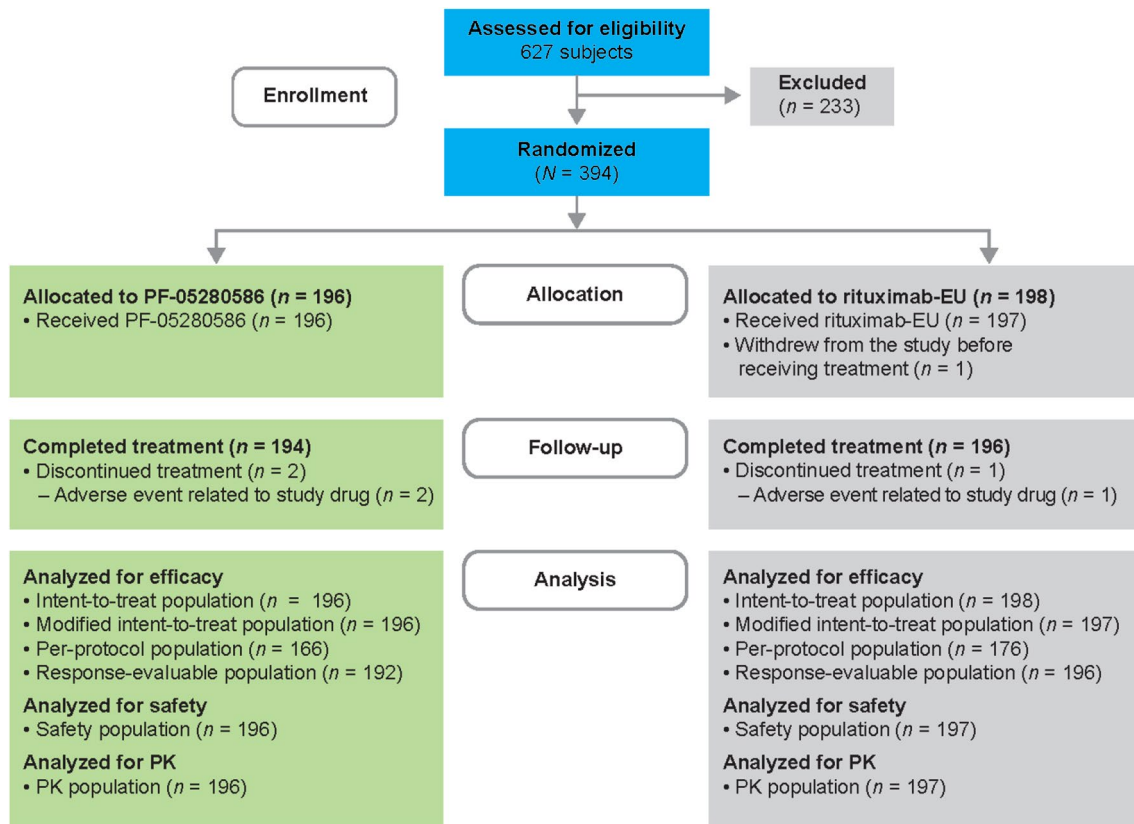 Assessed for eligibility
627 subjects
Enrollment
Excluded
(n = 233)
Randomized
(N = 394)
Allocated to PF-05280586 (n = 196)
• Received PF-05280586 (n = 196)
Allocation
Allocated to rituximab-EU (n = 198)
• Received rituximab-EU (n = 197)
• Withdrew from the study before
receiving treatment (n = 1)
Completed treatment (n = 194)
• Discontinued treatment (n = 2)
– Adverse event related to study drug (n = 2)
Follow-up
Completed treatment (n = 196)
• Discontinued treatment (n = 1)
– Adverse event related to study drug (n = 1)
Analyzed for efficacy
• Intent-to-treat population (n = 196)
• Modified intent-to-treat population (n = 196)
• Per-protocol population (n = 166)
• Response-evaluable population (n = 192)
Analyzed for safety
• Safety population (n = 196)
Analyzed for PK
• PK population (n = 196)
Analysis
Analyzed for efficacy
• Intent-to-treat population (n = 198)
• Modified intent-to-treat population (n = 197)
• Per-protocol population (n = 176)
• Response-evaluable population (n = 196)
Analyzed for safety
• Safety population (n = 197)
Analyzed for PK
• PK population (n = 197)